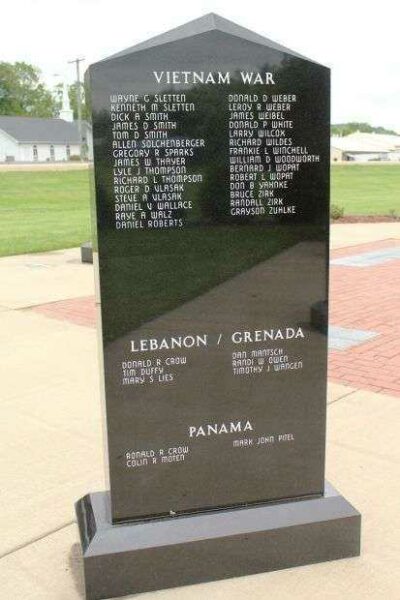 VIETNAM WAR
WAYNE G SLETTEN
KENNETH M SLETTEN
DICK A SMITH
JAMES D SMITH
TOM D SMITH
ALLEN SOLCHENBERGER
GREGORY R SPARKS
JAMES W THAYER
LYLE J THOMPSON
RICHARD L THOMPSON
ROGER D VLASAK
STEVE A VLASAK
DANIEL V WALLACE
RAYE A WALZ
DANIEL ROBERTS
DONALD D WEBER
LEROY R WEBER
JAMES WEIBEL
DONALD P WHITE
LARRY WILCOX
RICHARD WILDES
FRANKIE L WINCHELL
WILLIAM D WOODWORTH
BERNARD J WOPAT
ROBERT L WOPAT
DON B YAHNKE
BRUCE ZIRK
RANDALL ZIRK
GRAYSON ZUHLKE
LEBANON / GRENADA
DONALD R CROW
TIM DUFFY
MARY S LIES
DAN MANTSCH
RANDI W OWEN
TIMOTHY J WANGEN
PANAMA
RONALD R CROW
COLIN R MOTEN
MARK JOHN PITEL